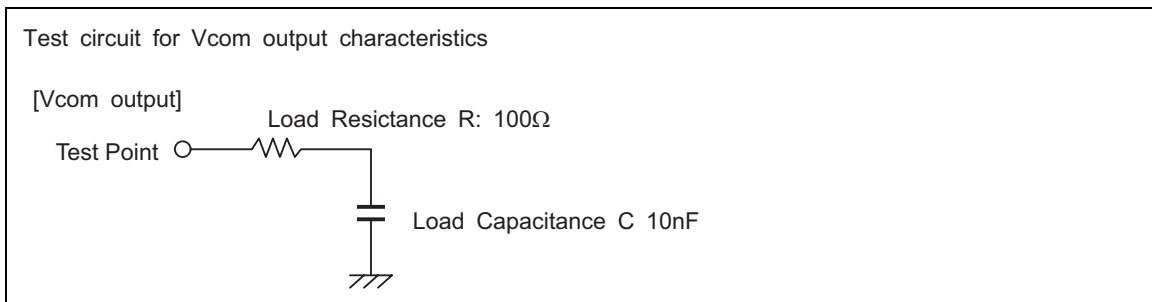 Test circuit for Vcom output characteristics
[Vcom output]
Load Resictance R: 100Ω
Test Point
Load Capacitance C 10nF